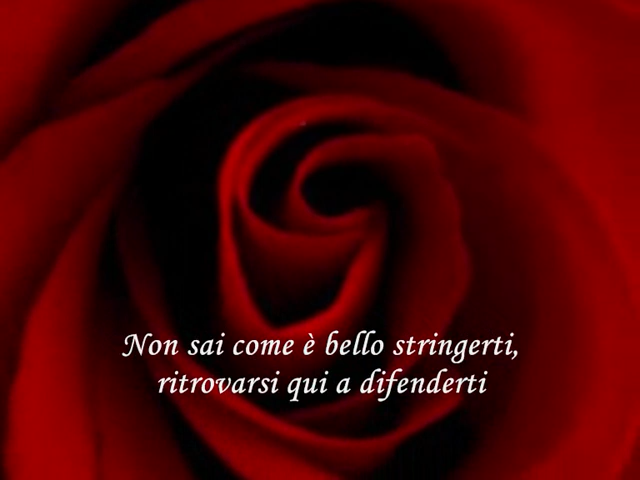 Non sai come è bello stringerti,
ritrovarsi qui a difenderti